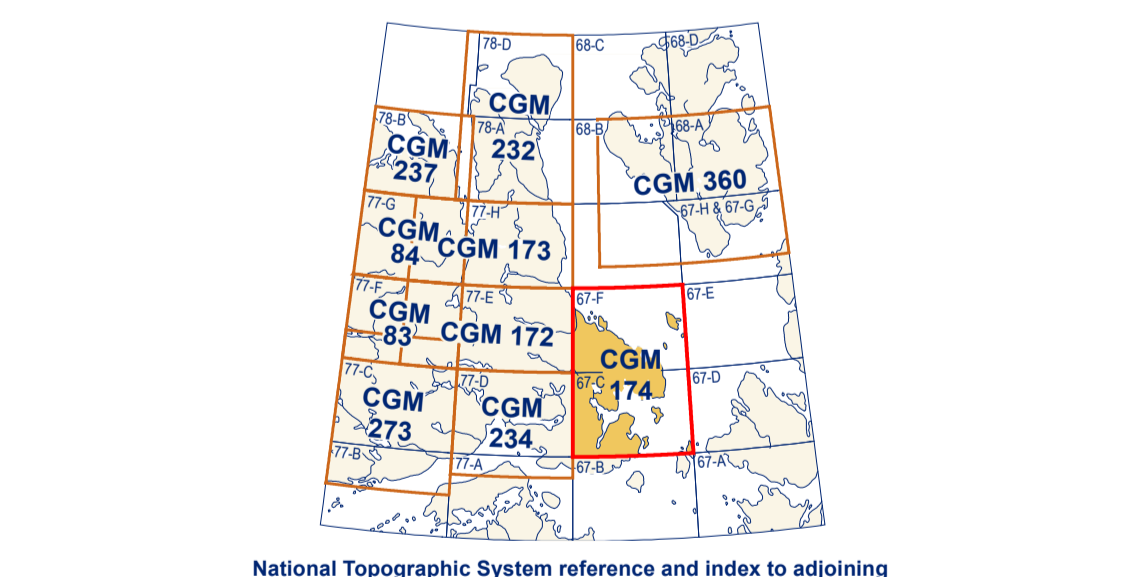 78-D
68-C
68-D
CGM
78-B
78-A
68-B
68-A
CGM
237
232
CGM 360
77-G
77-H
67-H & 67-G
CGM
84
CGM 173
77-F
77-E
67-F
67-E
CGM
83
CGM 172
CGM
174
77-C
77-D
67-C
67-D
CGM
273
CGM
234
77-B
77-A
67-B
67-A
National Topographic System reference and index to adjoining